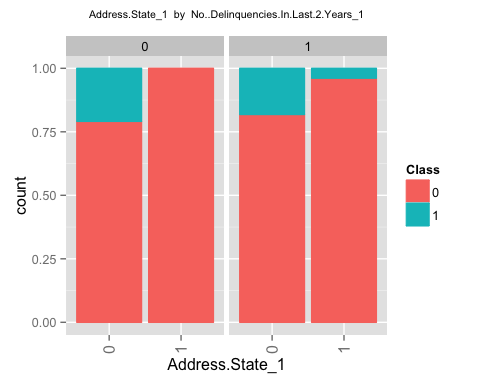 Address.State_1 by No..Delinquencies.In.Last.2.Years_1
0 1
1.00
0.75
0.50
0.25
0.00
count
0 1 0 1
Address.State_1
Class
0
1